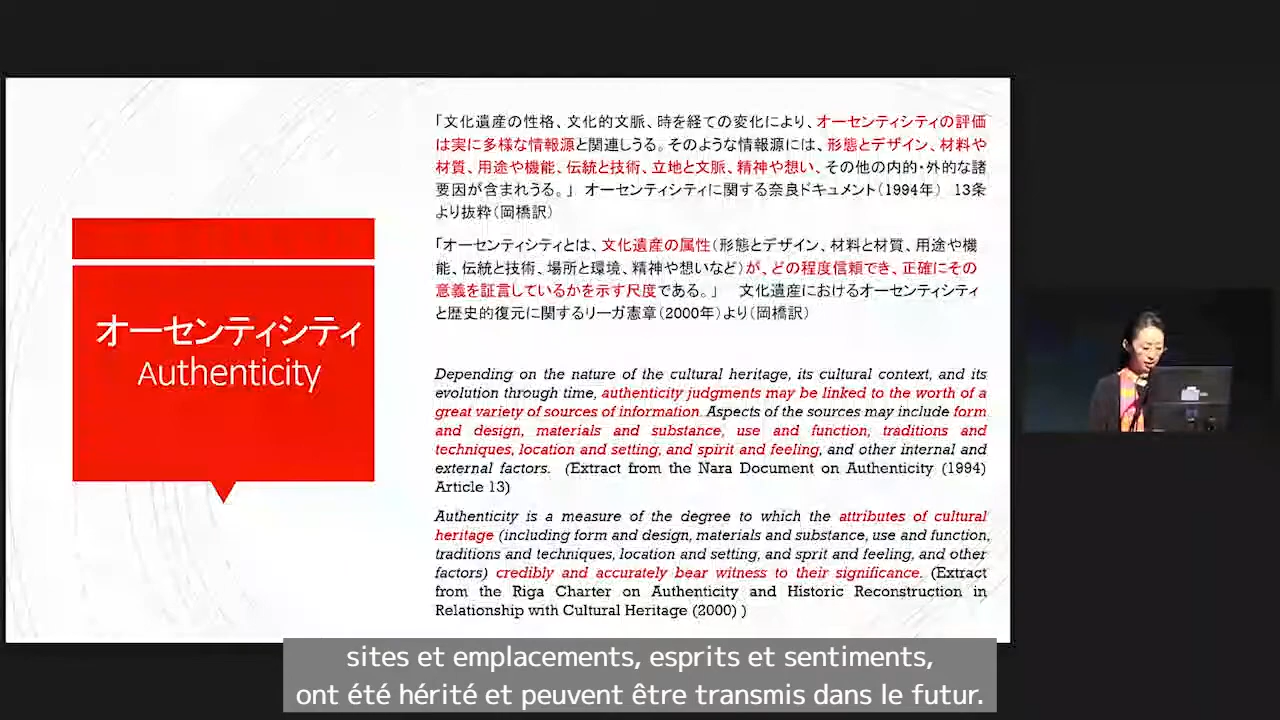 オーセンティシティ
Authenticity
「文化遺産の性格、文化的文脈、時を経ての変化により、オーセンティシティの評価
は実に多様な情報源と関連しうる。そのような情報源には、形態とデザイン、材料や
材質、用途や機能、伝統と技術、立地と文脈、精神や想い、その他の内的・外的な諸
要因が含まれうる。」 オーセンティシティに関する奈良ドキュメント(1994年) 13条
より抜粋(岡橋訳)
「オーセンティシティとは、文化遺産の属性(形態とデザイン、材料と材質、用途や機
能、伝統と技術、場所と環境、精神や想いなど)が、どの程度信頼でき、正確にその
意義を証言しているかを示す尺度である。」 文化遺産におけるオーセンティシティ
と歴史的復元に関するリーガ憲章(2000年)より(岡橋訳)
Depending on the nature of the cultural heritage, its cultural context, and its
evolution through time, authenticity judgments may be linked to the worth of a
great variety of sources of information. Aspects of the sources may include form
and design, materials and substance, use and function, traditions and
techniques, location and setting, and spirit and feeling, and other internal and
external factors. (Extract from the Nara Document on Authenticity (1994)
Article 13)
Authenticity is a measure of the degree to which the attributes of cultural
heritage (including form and design, materials and substance, use and function,
traditions and techniques, location and setting, and sprit and feeling, and other
factors) credibly and accurately bear witness to their significance. (Extract
from the Riga Charter on Authenticity and Historic Reconstruction in
Relationship with Cultural Heritage (2000) )
sites et emplacements, esprits et sentiments,
ont été hérité et peuvent être transmis dans le futur.